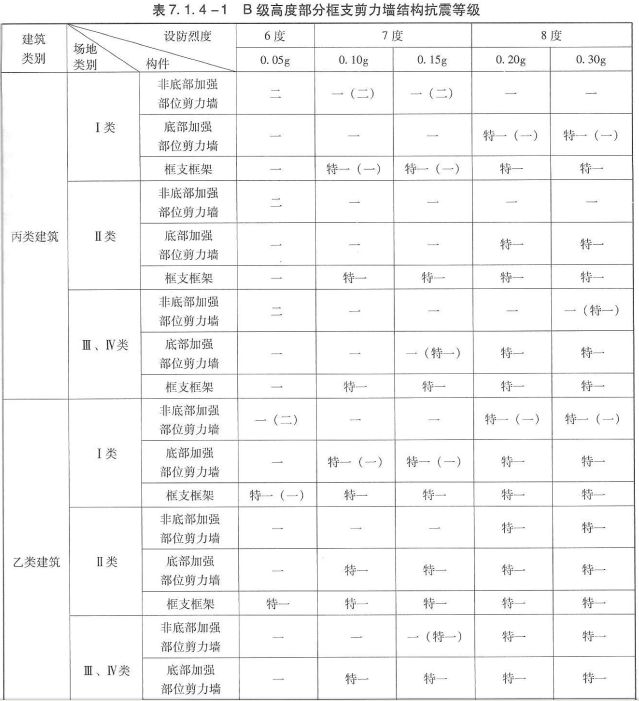 表7.1.4-1 B级高度部分框支剪力墙结构抗震等级
建筑类别 场地类别 设防烈度 构件 6度 7度 8度
0.05g 0.10g 0.15g 0.20g 0.30g
丙类建筑 Ⅰ类 非底部加强部位剪力墙 二 一（二） 一（二） 一 一
底部加强部位剪力墙 一 一 一 特一（一） 特一（一）
框支框架 一 特一（一） 特一（一） 特一 特一
Ⅱ类 非底部加强部位剪力墙 二 一 一 一 一
底部加强部位剪力墙 一 一 一 特一 特一
框支框架 一 特一 特一 特一 特一
Ⅲ、Ⅳ类 非底部加强部位剪力墙 二 一 一 一 一（特一）
底部加强部位剪力墙 一 一 一（特一） 特一 特一
框支框架 一 特一 特一 特一 特一
乙类建筑 Ⅰ类 非底部加强部位剪力墙 一（二） 一 一 特一（一） 特一（一）
底部加强部位剪力墙 一 特一（一） 特一（一） 特一 特一
框支框架 特一（一） 特一 特一 特一 特一
Ⅱ类 非底部加强部位剪力墙 一 一 一 特一 特一
底部加强部位剪力墙 一 特一 特一 特一 特一
框支框架 特一 特一 特一 特一 特一
Ⅲ、Ⅳ类 非底部加强部位剪力墙 一 一 一（特一） 特一 特一
底部加强部位剪力墙 一 特一 特一 特一 特一